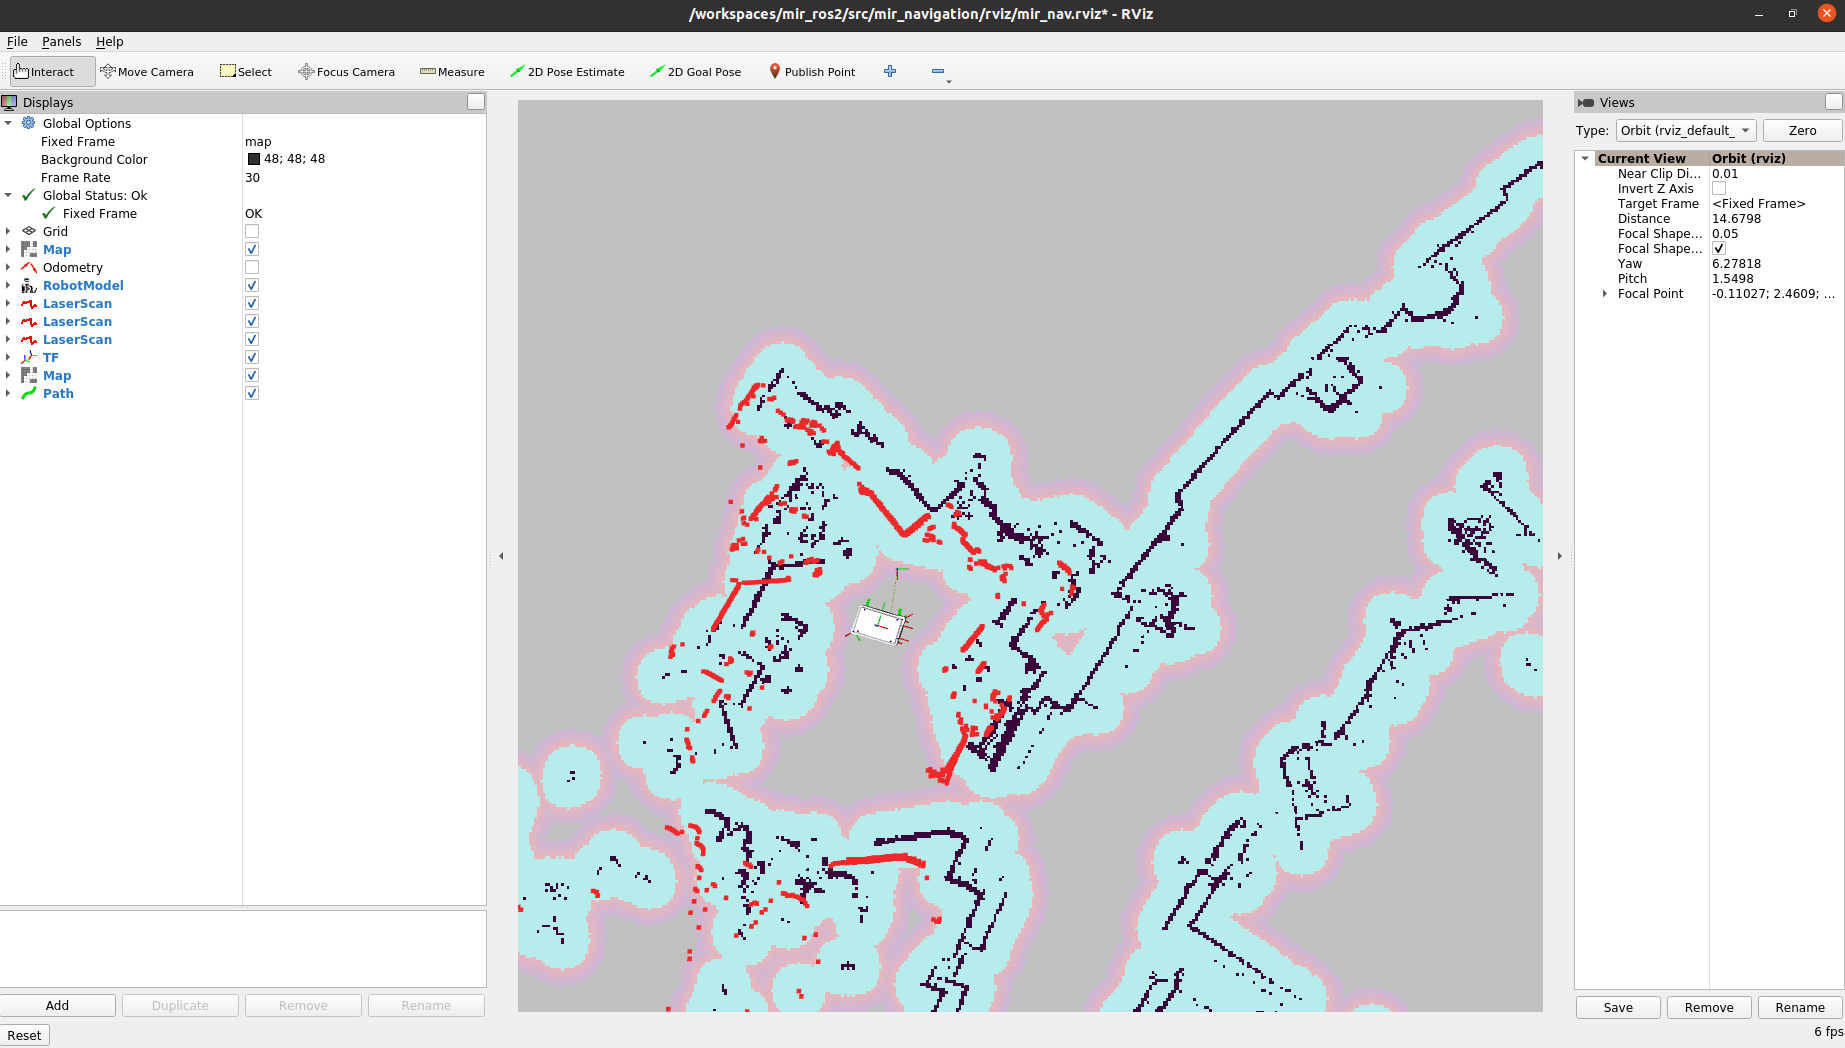 /workspaces/mir_ros2/src/mir_navigation/rviz/mir_nav.rviz* - RViz
File Panels Help
Interact Move Camera Select Focus Camera Measure 2D Pose Estimate 2D Goal Pose Publish Point
Displays
Global Options
Fixed Frame map
Background Color 48; 48; 48
Frame Rate 30
Global Status: Ok
Fixed Frame OK
Grid
Map
Odometry
RobotModel
LaserScan
LaserScan
LaserScan
TF
Map
Path
Add Duplicate Remove Rename
Reset
Views
Type: Orbit (rviz_default_ Zero
Current View Orbit (rviz)
Near Clip Di... 0.01
Invert Z Axis
Target Frame <Fixed Frame>
Distance 14.6798
Focal Shape... 0.05
Focal Shape...
Yaw 6.27818
Pitch 1.5498
Focal Point -0.11027; 2.4609; ...
Save Remove Rename
6 fps